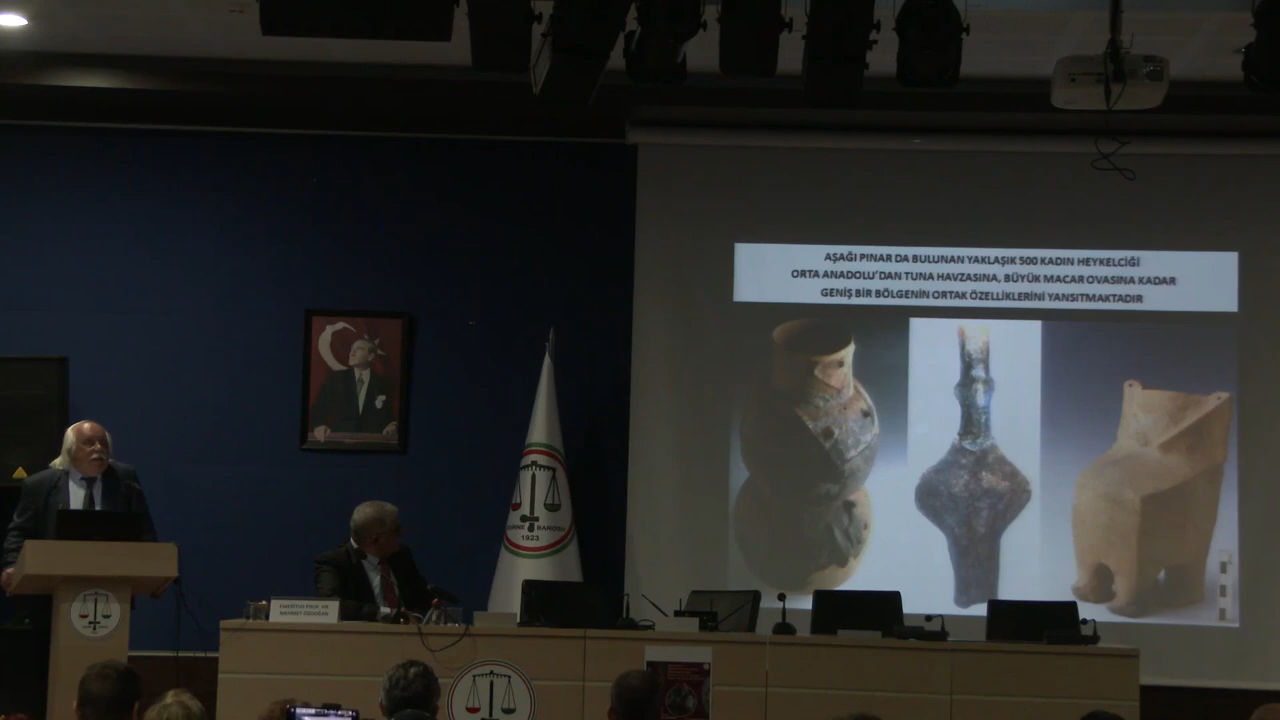 AŞAĞI PINAR DA BULUNAN YAKLAŞIK 500 KADIN HEYKELCİĞİ
ORTA ANADOLU'DAN TUNA HAVZASINA, BÜYÜK MACAR OVASINA KADAR
GENİŞ BİR BÖLGENİN ORTAK ÖZELLİKLERİNİ YANSITMAKTADIR
BAROSU
1923